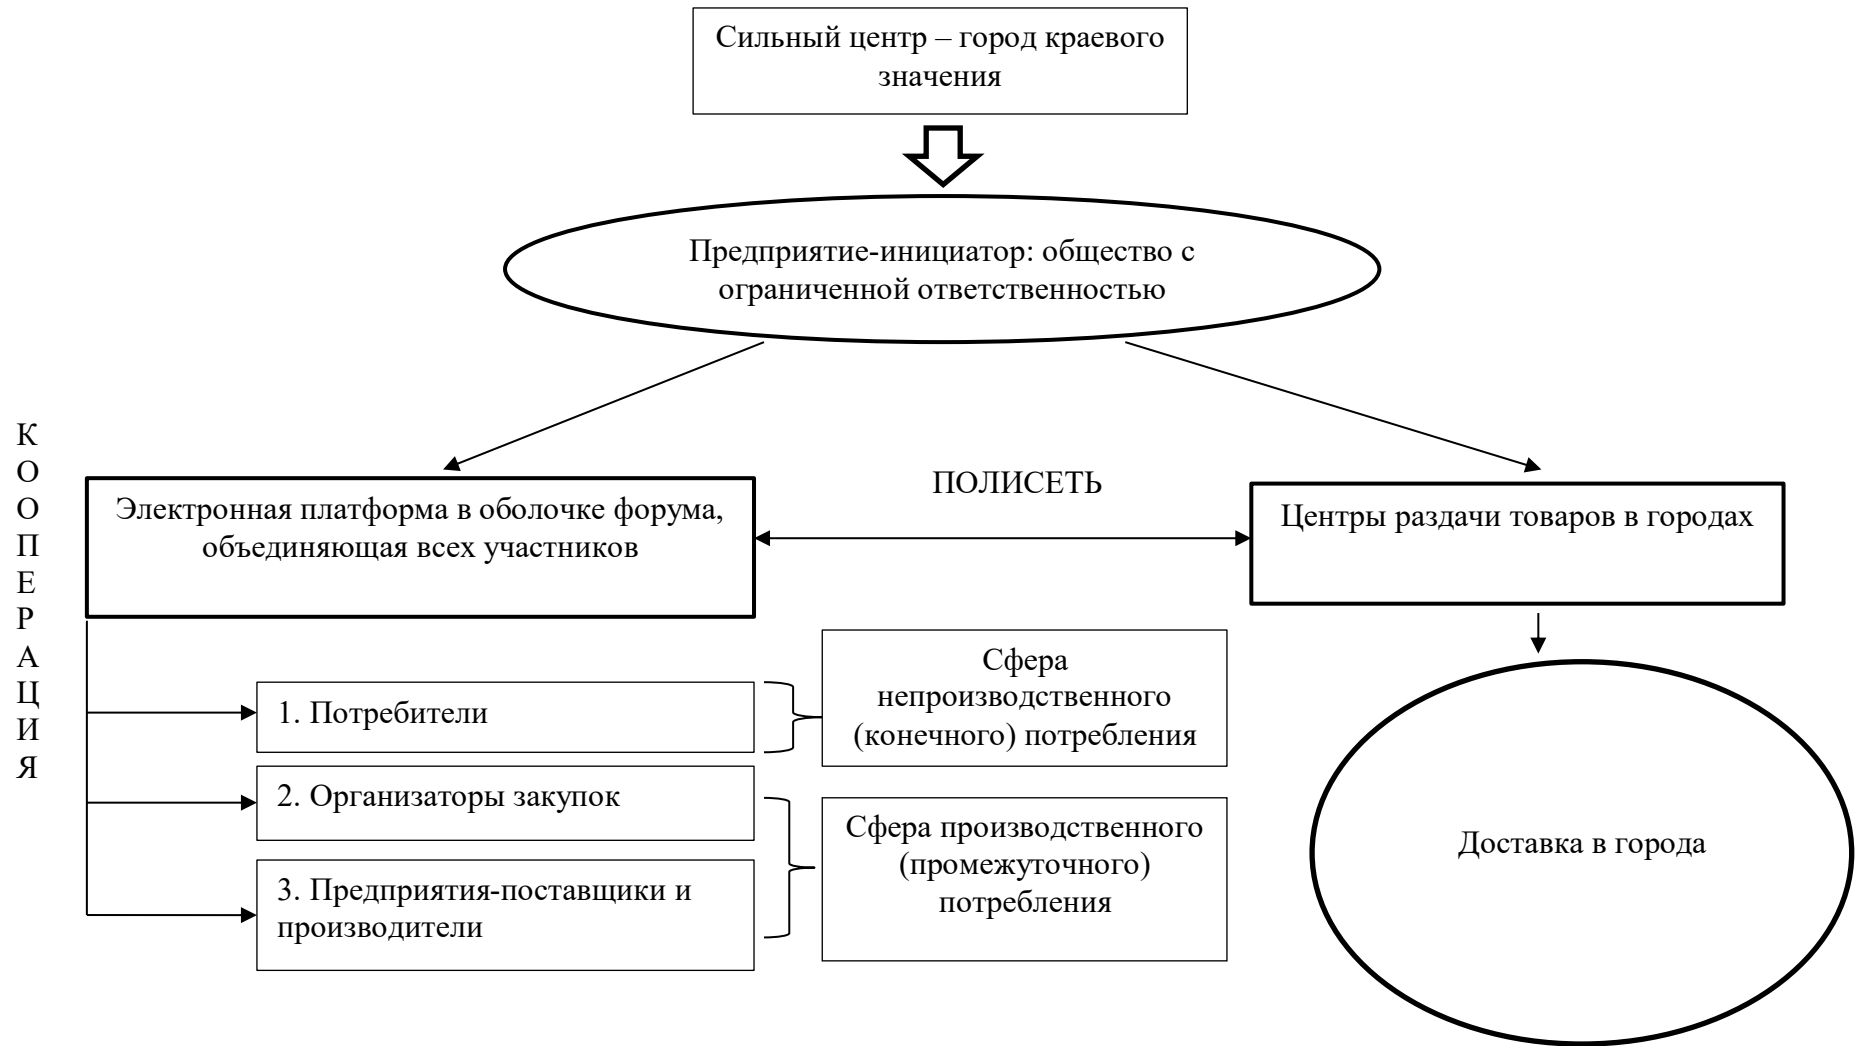 Сильный центр – город краевого
значения
Предприятие-инициатор: общество с
ограниченной ответственностью
К
О
О
П
Е
Р
А
Ц
И
Я
ПОЛИСЕТЬ
Электронная платформа в оболочке форума,
объединяющая всех участников
Центры раздачи товаров в городах
1. Потребители
Сфера
непроизводственного
(конечного) потребления
2. Организаторы закупок
3. Предприятия-поставщики и
производители
Сфера производственного
(промежуточного)
потребления
Доставка в города